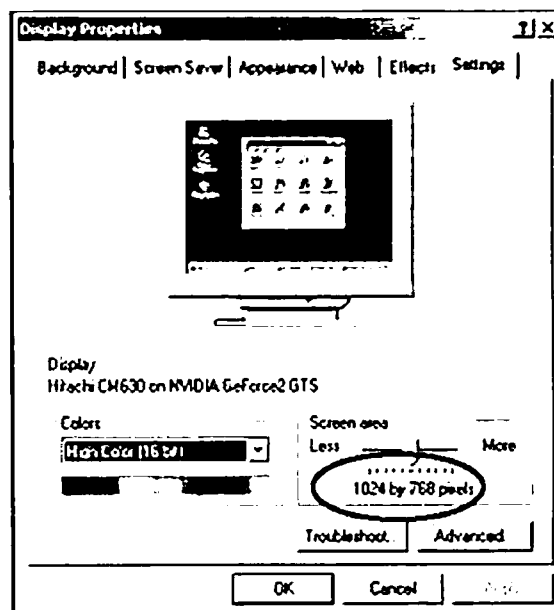 Display Properties
? ×
Background | Screen Saver | Appearance | Web | Effects Settings |
Display
Hitachi CM630 on NVIDIA GeForce2 GTS
Colors
Screen area
High Color (16 bit)
Less More
1024 by 768 pixels
Troubleshoot... Advanced
OK Cancel Apply